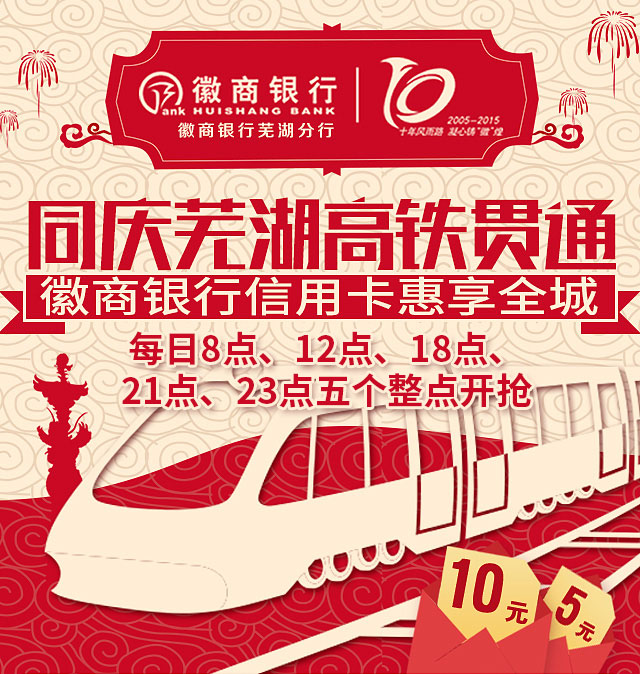 徽商银行
ank HUISHANG BANK
徽商银行芜湖分行
10
2005-2015
十年风雨路 凝心铸“徽”煌
同庆芜湖高铁贯通
徽商银行信用卡惠享全城
每日8点、12点、18点、
21点、23点五个整点开抢
10元
5元